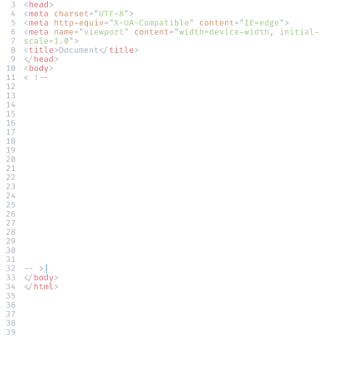 3 <head>
4 <meta charset="UTF-8">
5 <meta http-equiv="X-UA-Compatible" content="IE=edge">
6 <meta name="viewport" content="width=device-width, initial-
7 scale=1.0">
8 <title>Document</title>
9 </head>
10 <body>
11 < !--
12
13
14
15
16
17
18
19
20
21
22
23
24
25
26
27
28
29
30
31
32 -- >
33 </body>
34 </html>
35
36
37
38
39